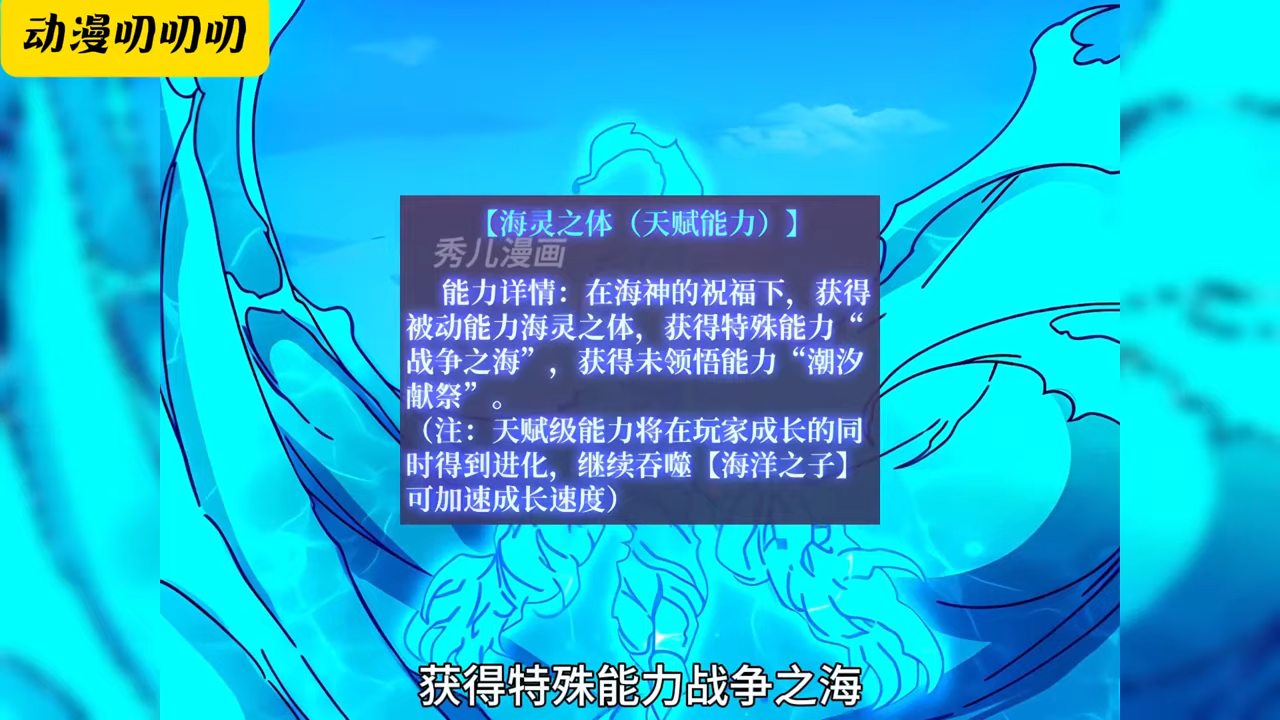 动漫叨叨叨
【海灵之体（天赋能力）】
秀儿漫画
能力详情：在海神的祝福下，获得
被动能力海灵之体，获得特殊能力“
战争之海”，获得未领悟能力“潮汐
献祭”。
（注：天赋级能力将在玩家成长的同
时得到进化，继续吞噬【海洋之子】
可加速成长速度）
获得特殊能力战争之海